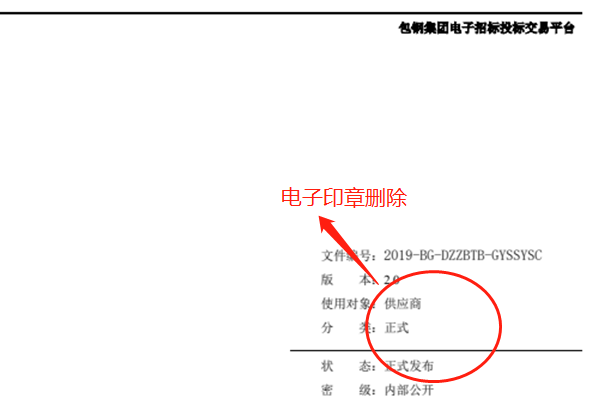 包钢集团电子招标投标交易平台
电子印章删除
文件编号：2019-BG-DZZBTB-GYSSYSC
版　　本：2.0
使用对象：供应商
分　　类：正式
状　　态：正式发布
密　　级：内部公开